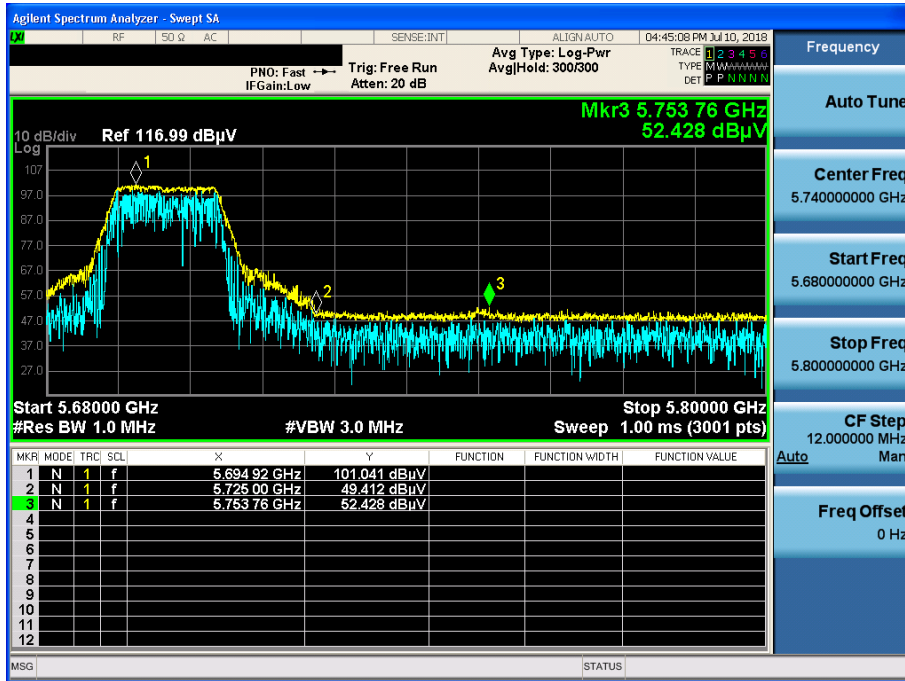 Agilent Spectrum Analyzer - Swept SA
LXI RF 50 Ω AC SENSE:INT ALIGN AUTO 04:45:08 PM Jul 10, 2018
PNO: Fast Trig: Free Run Avg Type: Log-Pwr TRACE 1 2 3 4 5 6
IFGain:Low Atten: 20 dB Avg|Hold: 300/300 TYPE M W
DET P P N N N N
Mkr3 5.753 76 GHz
52.428 dBµV
10 dB/div Ref 116.99 dBµV
Log
107
97.0
87.0
77.0
67.0
57.0
47.0
37.0
27.0
1
2
3
Start 5.68000 GHz Stop 5.80000 GHz
#Res BW 1.0 MHz #VBW 3.0 MHz Sweep 1.00 ms (3001 pts)
MKR MODE TRC SCL X Y FUNCTION FUNCTION WIDTH FUNCTION VALUE
1 N 1 f 5.694 92 GHz 101.041 dBµV
2 N 1 f 5.725 00 GHz 49.412 dBµV
3 N 1 f 5.753 76 GHz 52.428 dBµV
4
5
6
7
8
9
10
11
12
MSG STATUS
Frequency
Auto Tune
Center Freq
5.740000000 GHz
Start Freq
5.680000000 GHz
Stop Freq
5.800000000 GHz
CF Step
12.000000 MHz
Auto Man
Freq Offset
0 Hz